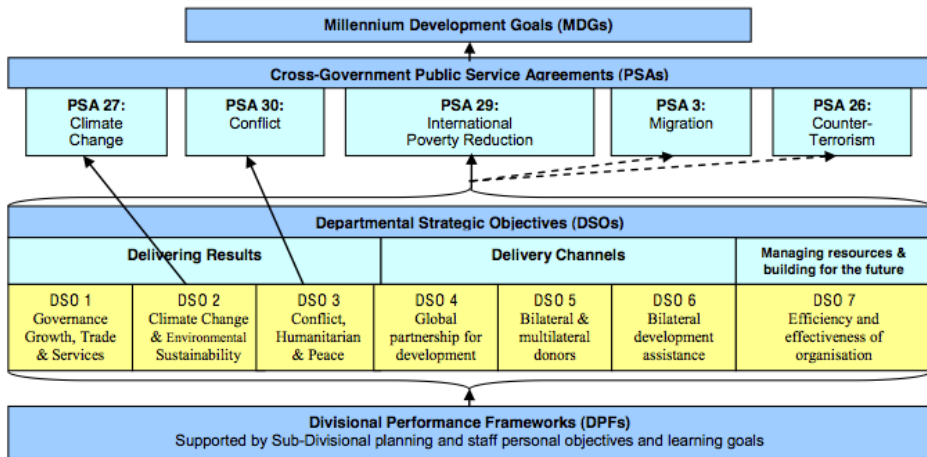 Millennium Development Goals (MDGs)
Cross-Government Public Service Agreements (PSAs)
PSA 27:
Climate
Change
PSA 30:
Conflict
PSA 29:
International
Poverty Reduction
PSA 3:
Migration
PSA 26:
Counter-
Terrorism
Departmental Strategic Objectives (DSOs)
Delivering Results
Delivery Channels
Managing resources &
building for the future
DSO 1
Governance
Growth, Trade
& Services
DSO 2
Climate Change
& Environmental
Sustainability
DSO 3
Conflict,
Humanitarian
& Peace
DSO 4
Global
partnership for
development
DSO 5
Bilateral &
multilateral
donors
DSO 6
Bilateral
development
assistance
DSO 7
Efficiency and
effectiveness of
organisation
Divisional Performance Frameworks (DPFs)
Supported by Sub-Divisional planning and staff personal objectives and learning goals